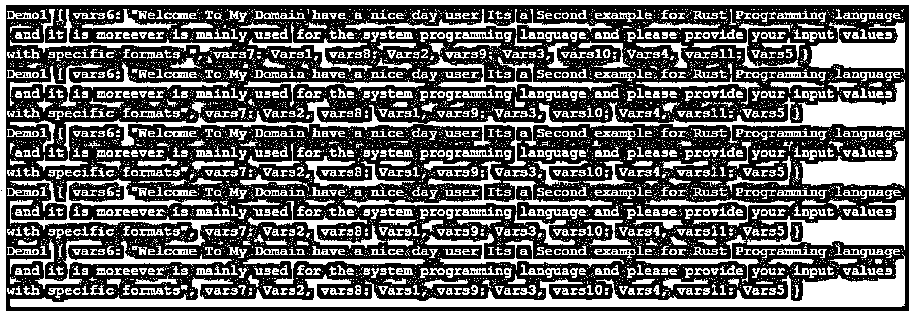 Demo1 { vars6: "Welcome To My Domain have a nice day user Its a Second example for Rust Programming language
and it is moreever is mainly used for the system programming language and please provide your input values
with specific formats ", vars7: Vars1, vars8: Vars2, vars9: Vars3, vars10: Vars4, vars11: Vars5 }
Demo1 { vars6: "Welcome To My Domain have a nice day user Its a Second example for Rust Programming language
and it is moreever is mainly used for the system programming language and please provide your input values
with specific formats", vars7: Vars2, vars8: Vars1, vars9: Vars3, vars10: Vars4, vars11: Vars5 }
Demo1 { vars6: "Welcome To My Domain have a nice day user Its a Second example for Rust Programming language
and it is moreever is mainly used for the system programming language and please provide your input values
with specific formats", vars7: Vars2, vars8: Vars1, vars9: Vars3, vars10: Vars4, vars11: Vars5 }
Demo1 { vars6: "Welcome To My Domain have a nice day user Its a Second example for Rust Programming language
and it is moreever is mainly used for the system programming language and please provide your input values
with specific formats", vars7: Vars2, vars8: Vars1, vars9: Vars3, vars10: Vars4, vars11: Vars5 }
Demo1 { vars6: "Welcome To My Domain have a nice day user Its a Second example for Rust Programming language
and it is moreever is mainly used for the system programming language and please provide your input values
with specific formats", vars7: Vars2, vars8: Vars1, vars9: Vars3, vars10: Vars4, vars11: Vars5 }